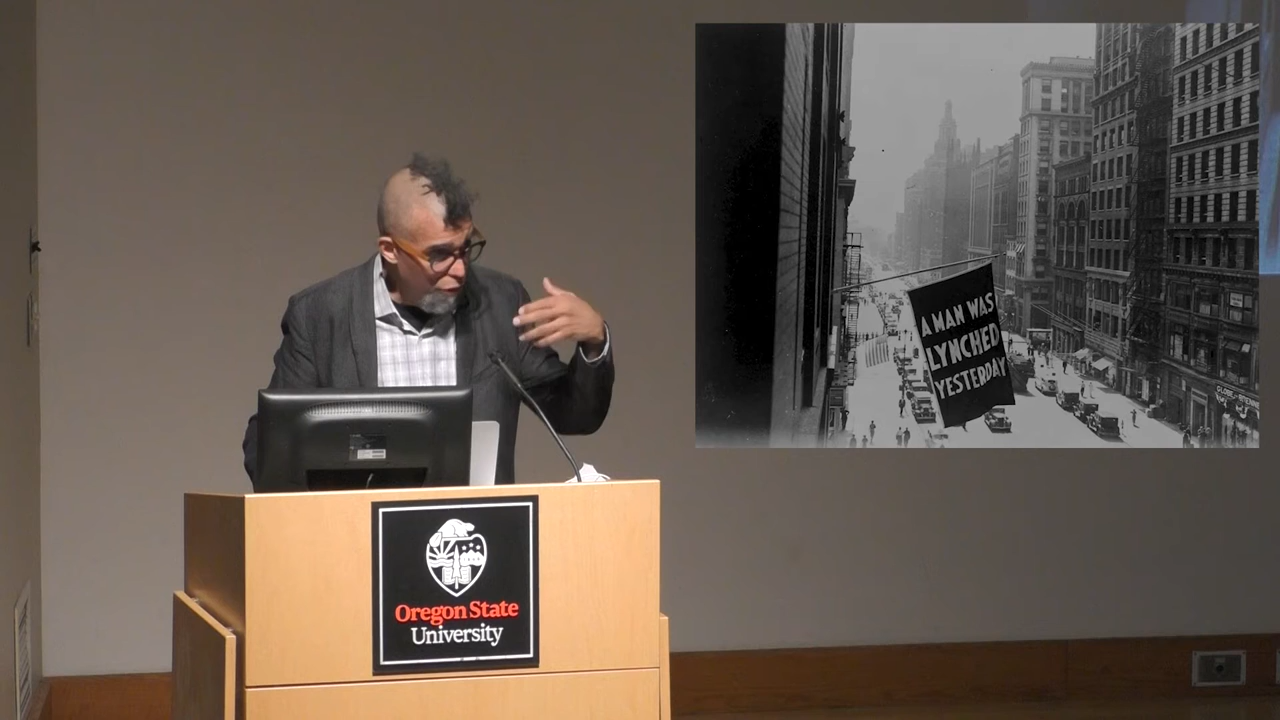 A MAN WAS
LYNCHED
YESTERDAY
Oregon State
University